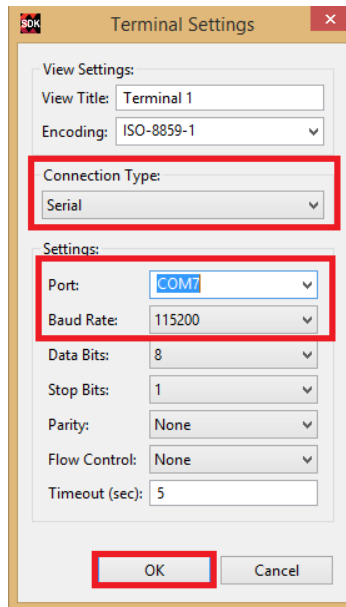 SDK Terminal Settings
View Settings:
View Title: Terminal 1
Encoding: ISO-8859-1
Connection Type:
Serial
Settings:
Port: COM7
Baud Rate: 115200
Data Bits: 8
Stop Bits: 1
Parity: None
Flow Control: None
Timeout (sec): 5
OK Cancel